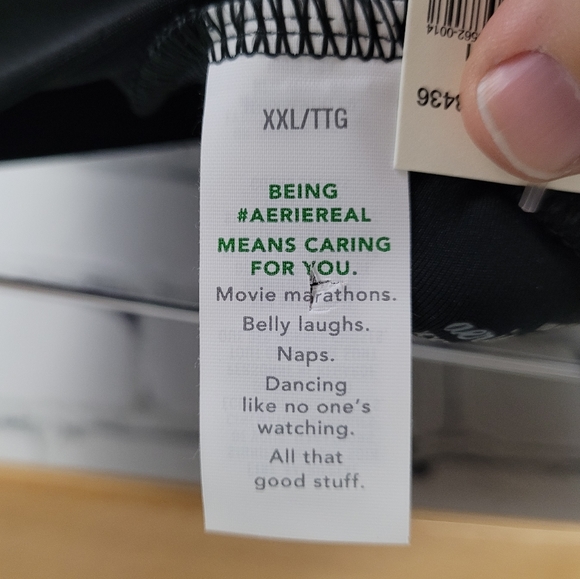 XXL/TTG
BEING
#AERIEREAL
MEANS CARING
FOR YOU.
Movie marathons.
Belly laughs.
Naps.
Dancing
like no one's
watching.
All that
good stuff.